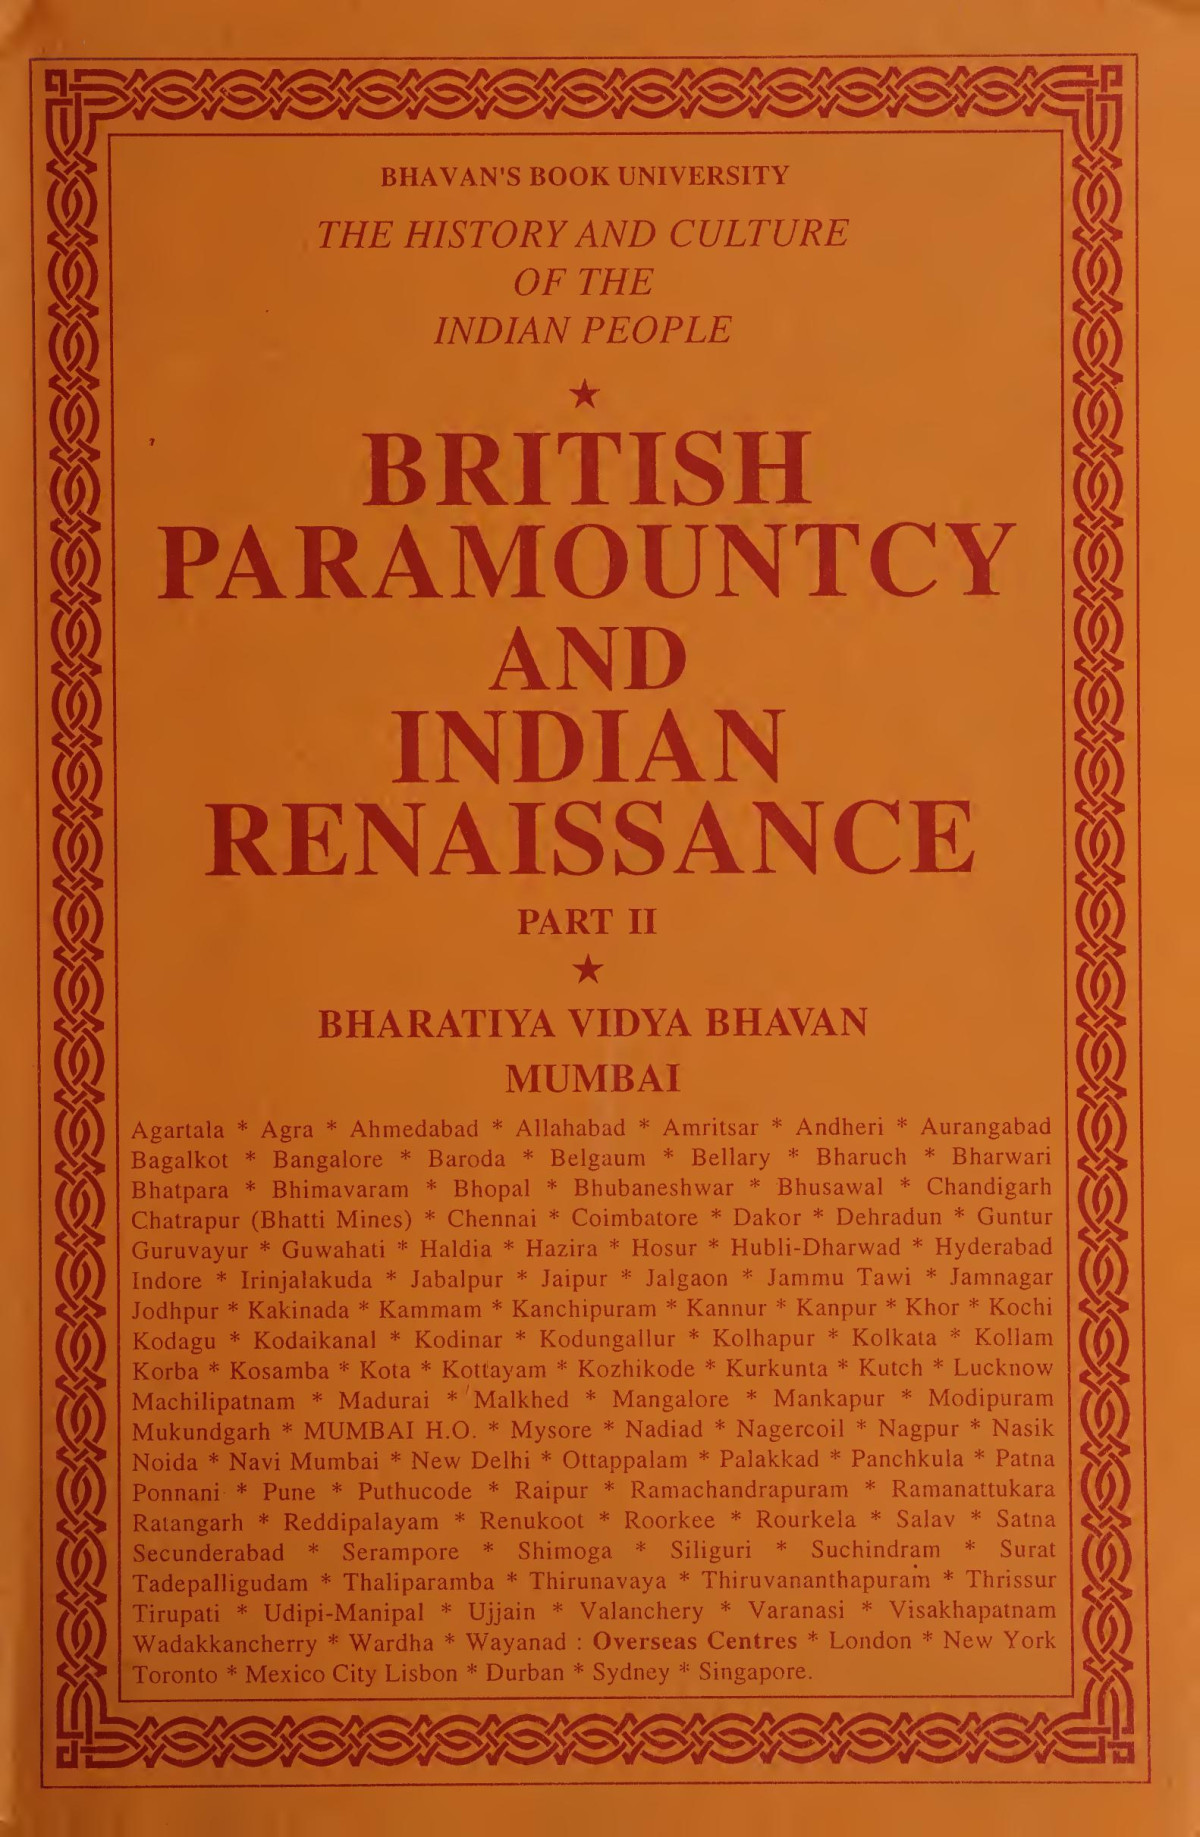 BHAVAN'S BOOK UNIVERSITY
THE HISTORY AND CULTURE
OF THE
INDIAN PEOPLE
★
BRITISH
PARAMOUNTCY
AND
INDIAN
RENAISSANCE
PART II
★
BHARATIYA VIDYA BHAVAN
MUMBAI
Agartala * Agra * Ahmedabad * Allahabad * Amritsar * Andheri * Aurangabad
Bagalkot * Bangalore * Baroda * Belgaum * Bellary * Bharuch * Bharwari
Bhatpara * Bhimavaram * Bhopal * Bhubaneshwar * Bhusawal * Chandigarh
Chatrapur (Bhatti Mines) * Chennai * Coimbatore * Dakor * Dehradun * Guntur
Guruvayur * Guwahati * Haldia * Hazira * Hosur * Hubli-Dharwad * Hyderabad
Indore * Irinjalakuda * Jabalpur * Jaipur * Jalgaon * Jammu Tawi * Jamnagar
Jodhpur * Kakinada * Kammam * Kanchipuram * Kannur * Kanpur * Khor * Kochi
Kodagu * Kodaikanal * Kodinar * Kodungallur * Kolhapur * Kolkata * Kollam
Korba * Kosamba * Kota * Kottayam * Kozhikode * Kurkunta * Kutch * Lucknow
Machilipatnam * Madurai * Malkhed * Mangalore * Mankapur * Modipuram
Mukundgarh * MUMBAI H.O. * Mysore * Nadiad * Nagercoil * Nagpur * Nasik
Noida * Navi Mumbai * New Delhi * Ottappalam * Palakkad * Panchkula * Patna
Ponnani * Pune * Puthucode * Raipur * Ramachandrapuram * Ramanattukara
Ratangarh * Reddipalayam * Renukoot * Roorkee * Rourkela * Salav * Satna
Secunderabad * Serampore * Shimoga * Siliguri * Suchindram * Surat
Tadepalligudam * Thaliparamba * Thirunavaya * Thiruvananthapuram * Thrissur
Tirupati * Udipi-Manipal * Ujjain * Valanchery * Varanasi * Visakhapatnam
Wadakkancherry * Wardha * Wayanad : Overseas Centres * London * New York
Toronto * Mexico City Lisbon * Durban * Sydney * Singapore.